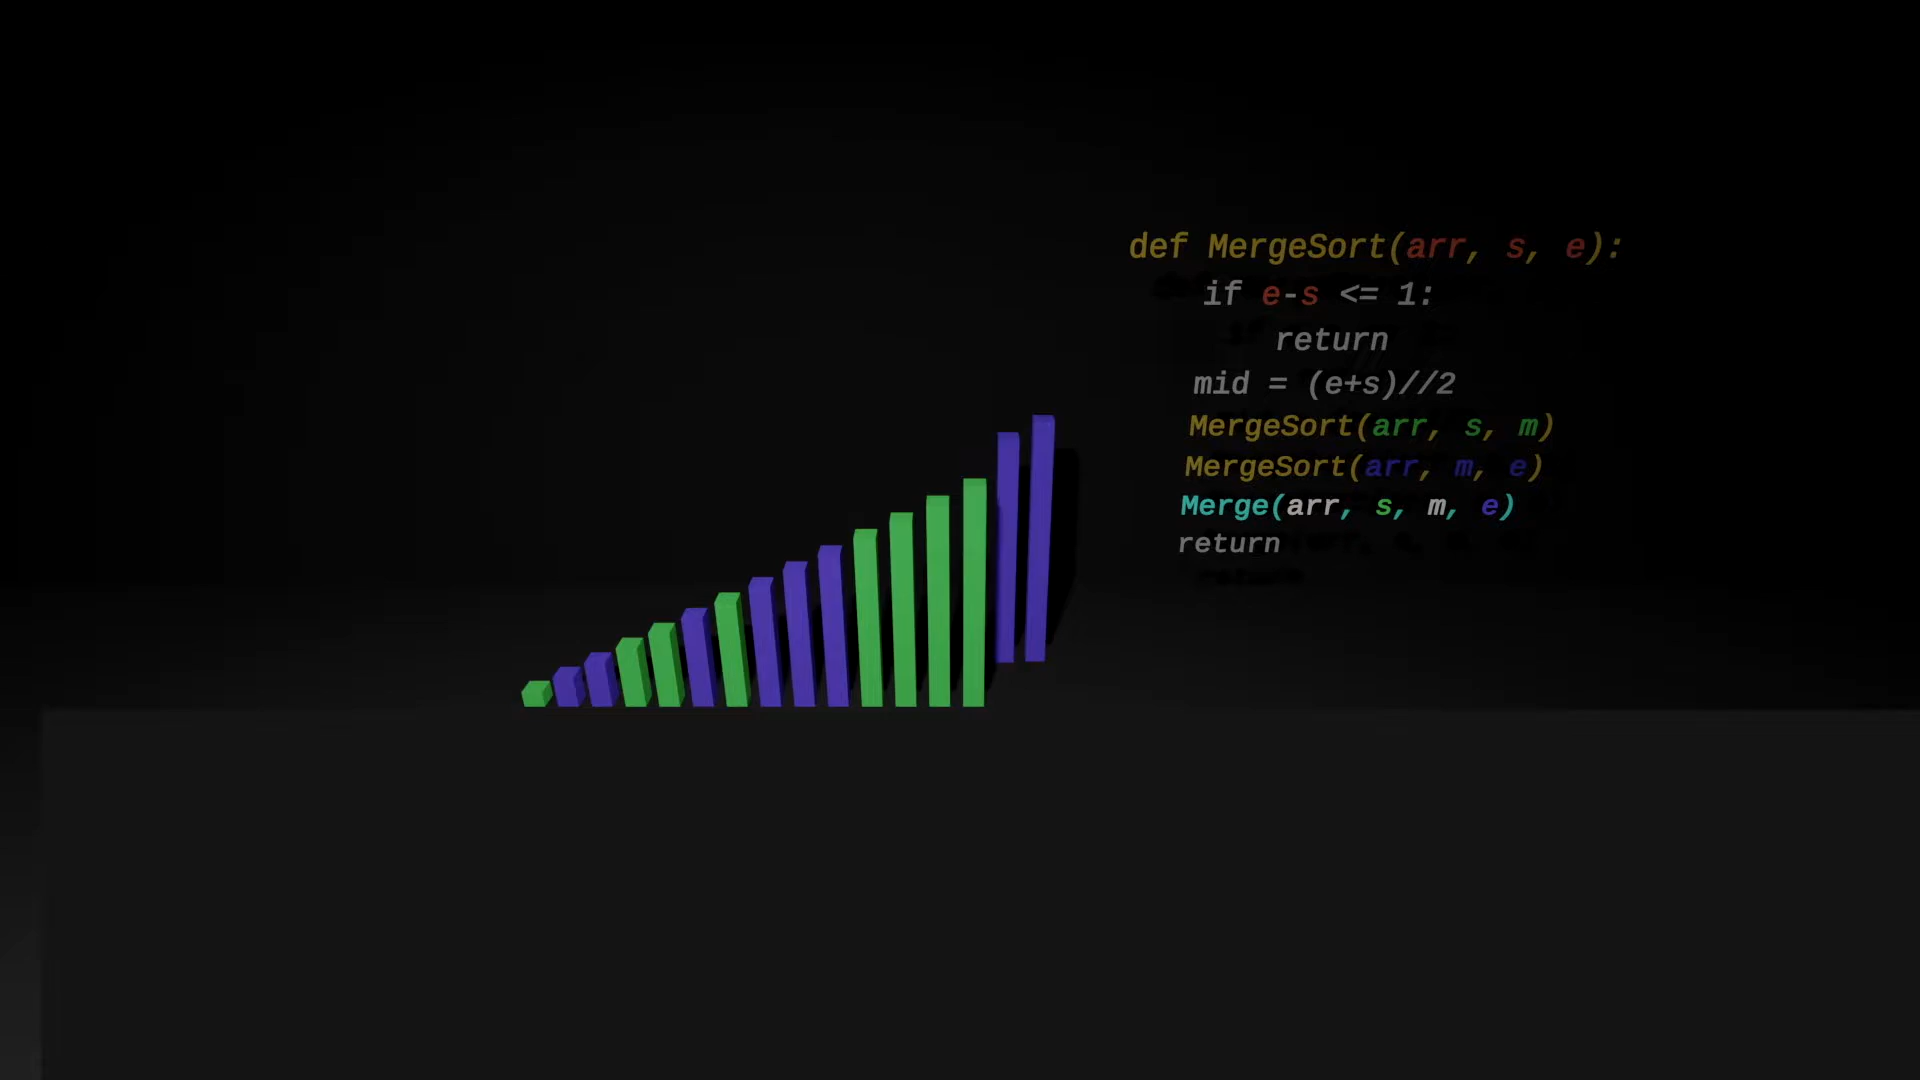 def MergeSort(arr, s, e):
if e-s <= 1:
return
mid = (e+s)//2
MergeSort(arr, s, m)
MergeSort(arr, m, e)
Merge(arr, s, m, e)
return